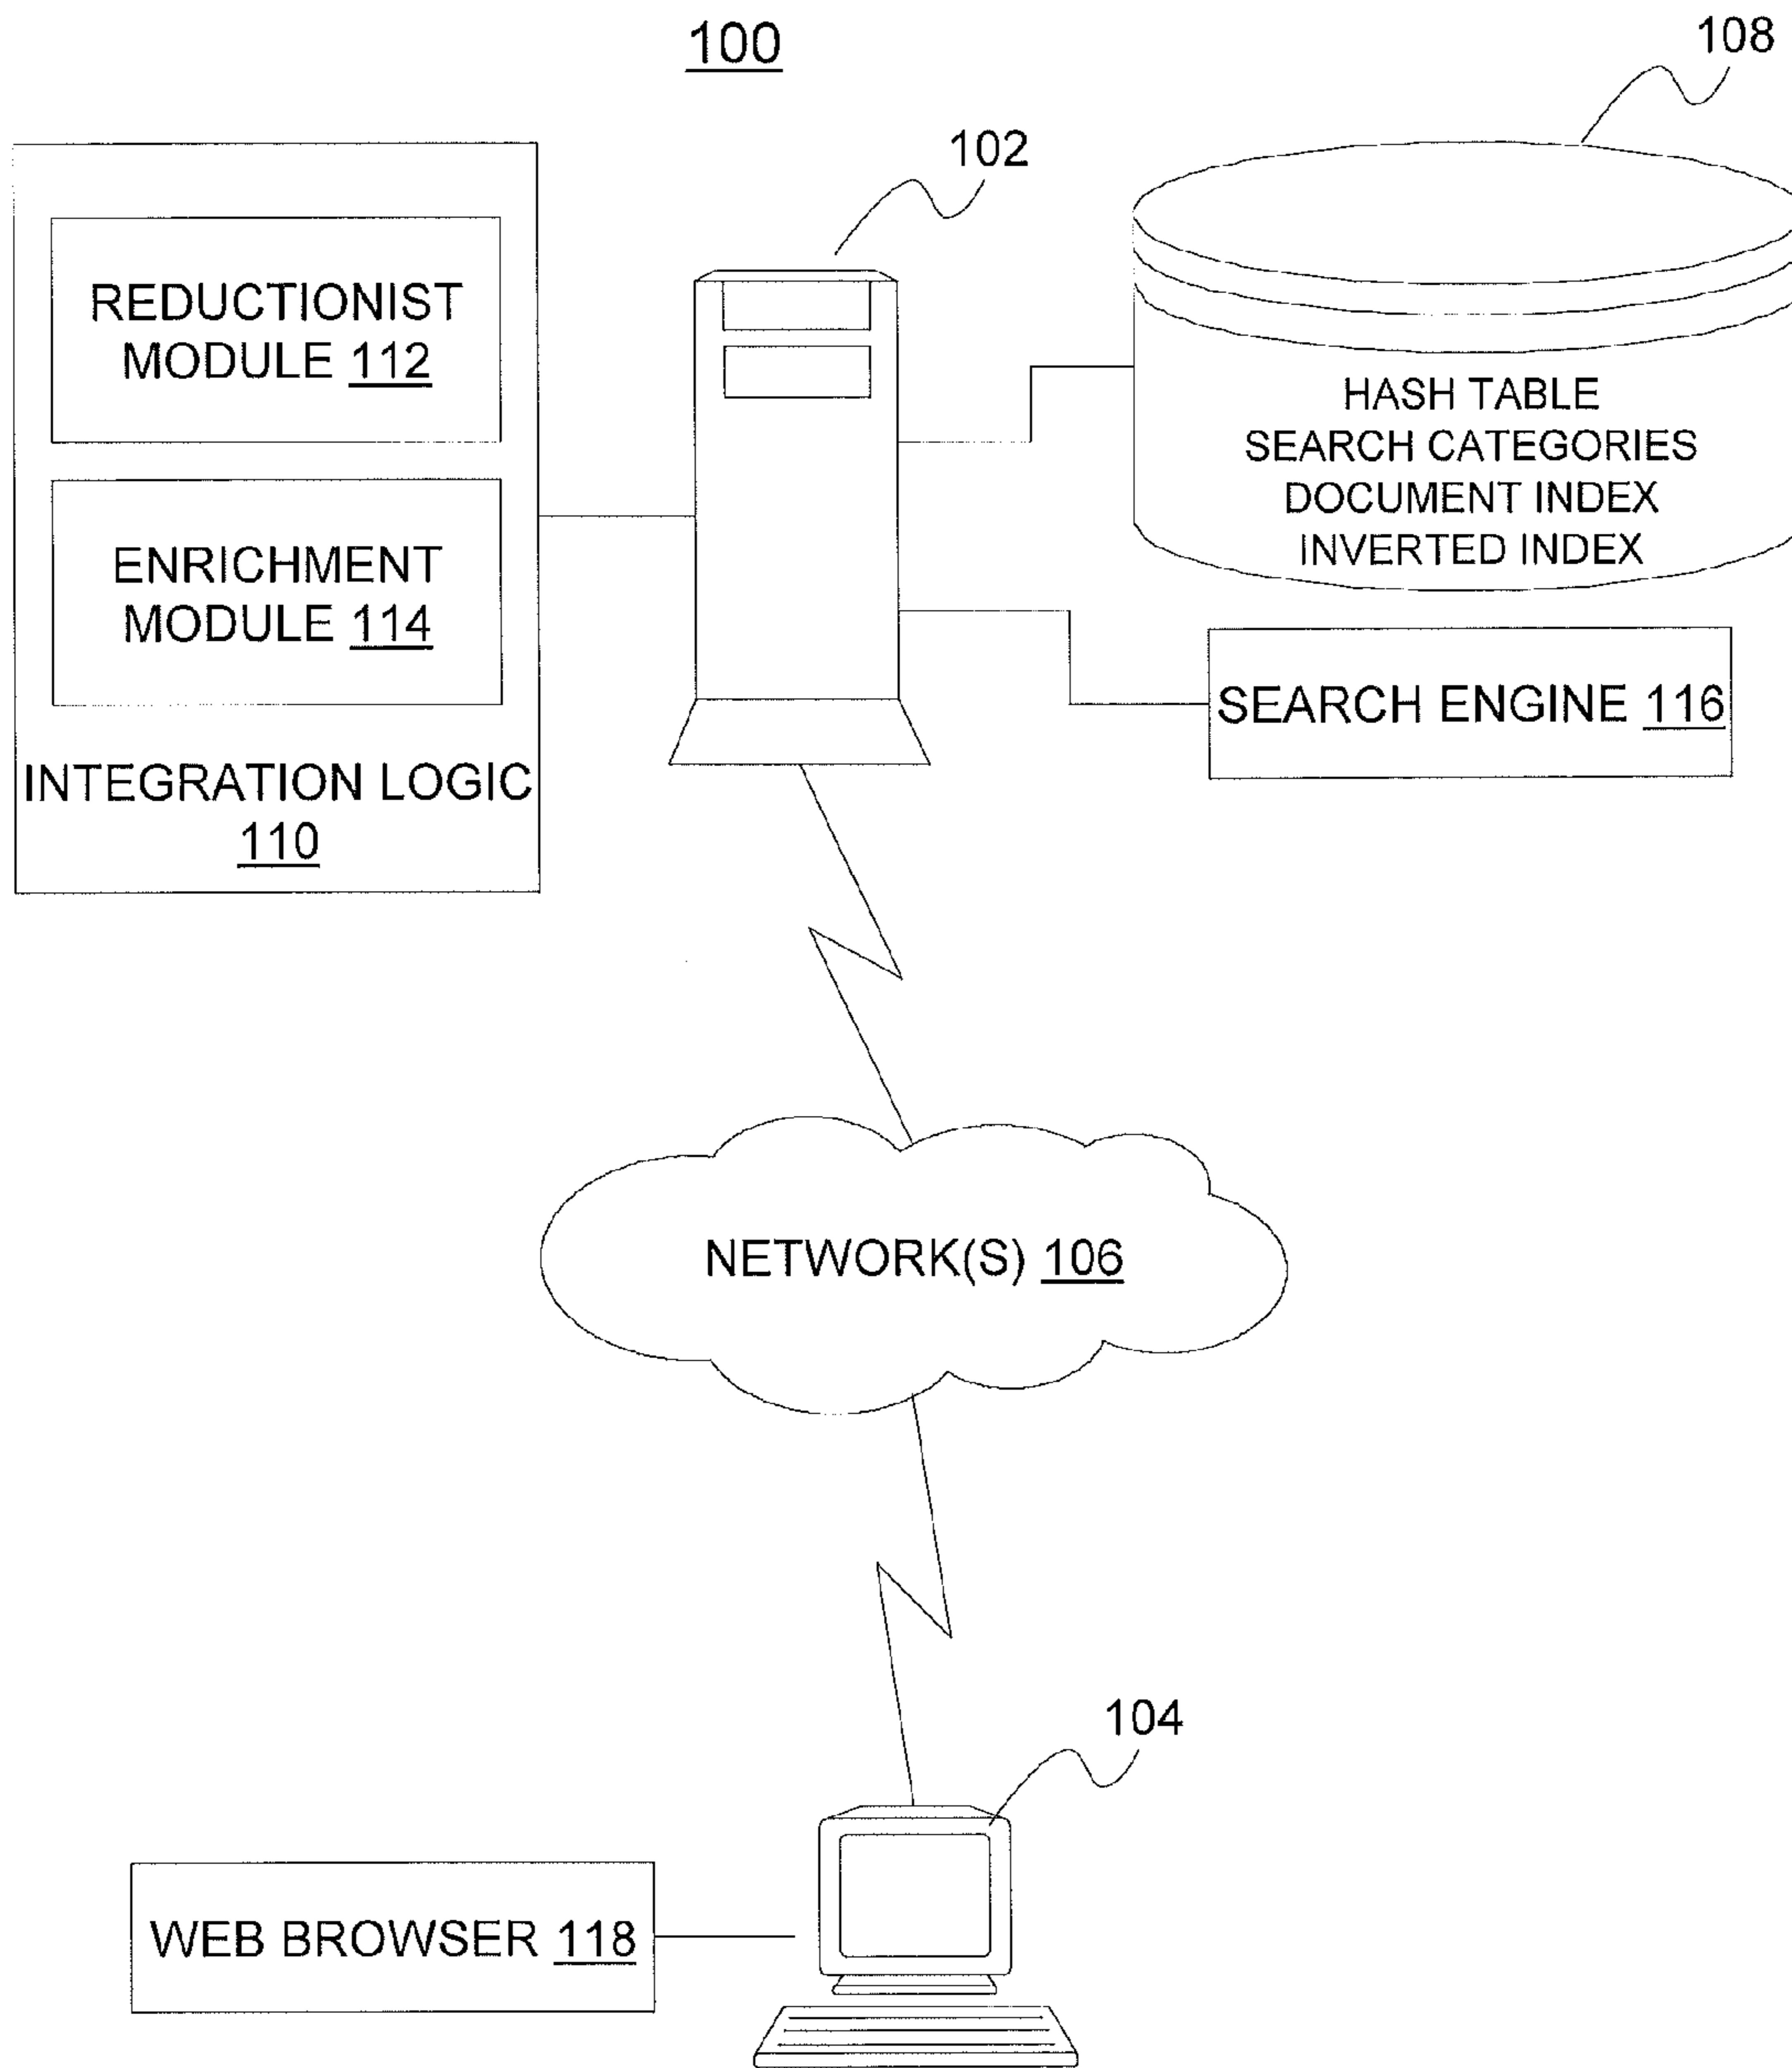 100
108
102
REDUCTIONIST
MODULE 112
ENRICHMENT
MODULE 114
INTEGRATION LOGIC
110
HASH TABLE
SEARCH CATEGORIES
DOCUMENT INDEX
INVERTED INDEX
SEARCH ENGINE 116
NETWORK(S) 106
104
WEB BROWSER 118